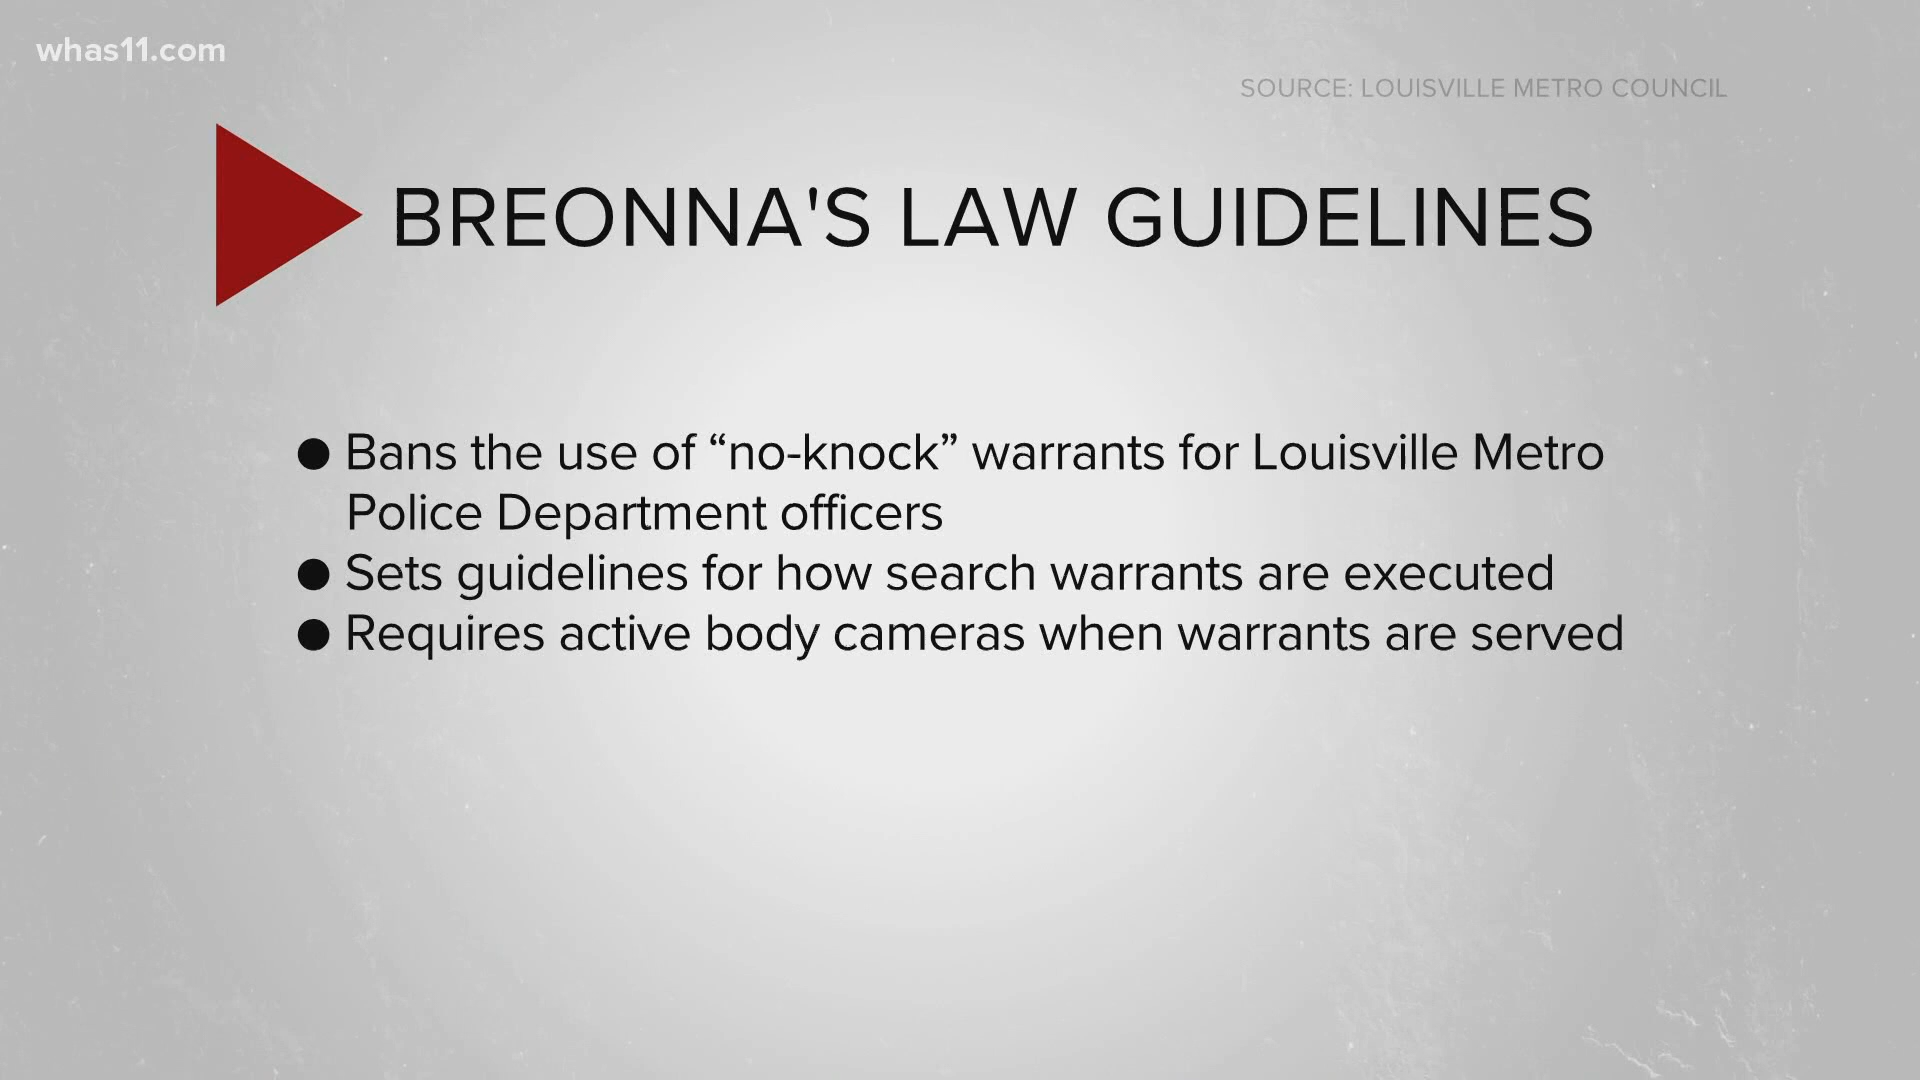 whas11.com
SOURCE: LOUISVILLE METRO COUNCIL
BREONNA'S LAW GUIDELINES
● Bans the use of “no-knock” warrants for Louisville Metro
Police Department officers
● Sets guidelines for how search warrants are executed
● Requires active body cameras when warrants are served